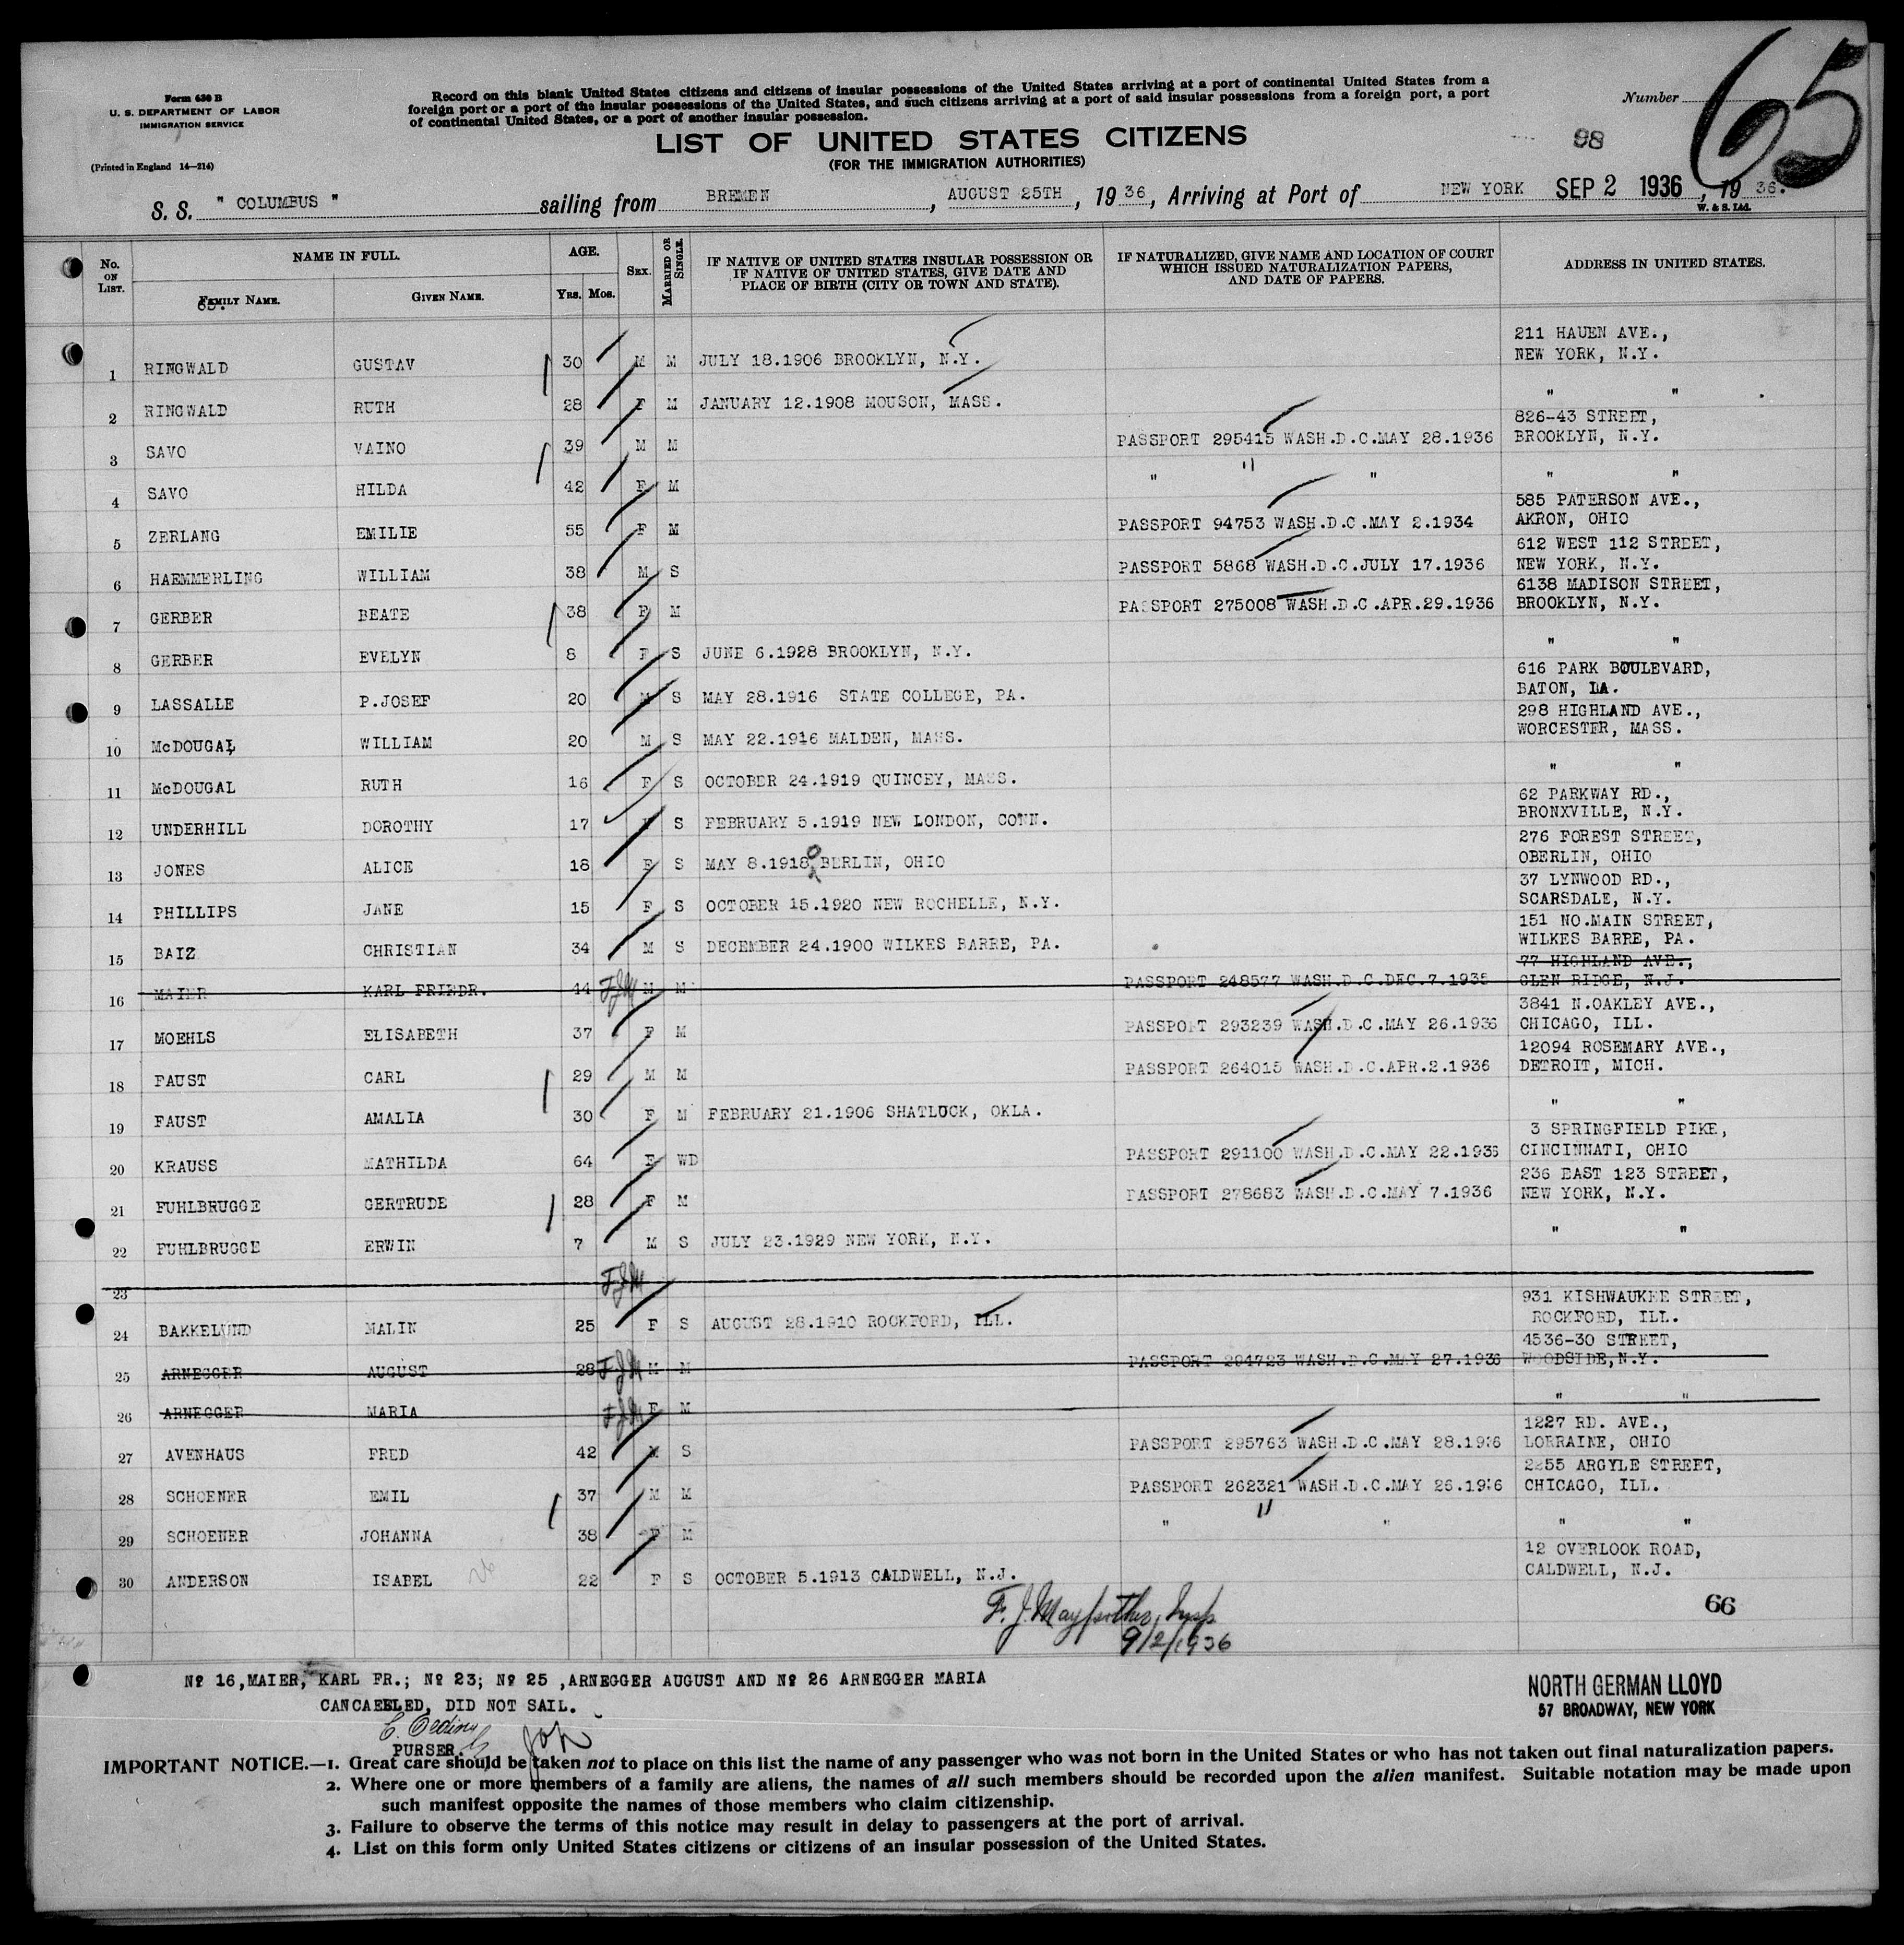 Form 630 B
U. S. DEPARTMENT OF LABOR
IMMIGRATION SERVICE
(Printed in England 14—214)
Record on this blank United States citizens and citizens of insular possessions of the United States arriving at a port of continental United States from a
foreign port or a port of the insular possessions of the United States, and such citizens arriving at a port of said insular possessions from a foreign port, a port
of continental United States, or a port of another insular possession.
LIST OF UNITED STATES CITIZENS
(FOR THE IMMIGRATION AUTHORITIES)
Number
65
98
S. S. " COLUMBUS " sailing from BREMEN , AUGUST 25TH , 19 36 , Arriving at Port of NEW YORK SEP 2 1936 , 19 36.
W. & S. Ltd.
No. ON LIST.
NAME IN FULL.
FAMILY NAME.
65.
GIVEN NAME.
AGE.
YRS. MOS.
SEX.
MARRIED OR SINGLE.
IF NATIVE OF UNITED STATES INSULAR POSSESSION OR
IF NATIVE OF UNITED STATES, GIVE DATE AND
PLACE OF BIRTH (CITY OR TOWN AND STATE).
IF NATURALIZED, GIVE NAME AND LOCATION OF COURT
WHICH ISSUED NATURALIZATION PAPERS,
AND DATE OF PAPERS.
ADDRESS IN UNITED STATES.
211 HAUEN AVE.,
1 RINGWALD GUSTAV 30 M M JULY 18.1906 BROOKLYN, N.Y. NEW YORK, N.Y.
2 RINGWALD RUTH 28 F M JANUARY 12.1908 MOUSON, MASS. " "
826-43 STREET,
3 SAVO VAINO 39 M M PASSPORT 295415 WASH.D.C.MAY 28.1936 BROOKLYN, N.Y.
4 SAVO HILDA 42 F M " " " " "
585 PATERSON AVE.,
5 ZERLANG EMILIE 55 F M PASSPORT 94753 WASH.D.C.MAY 2.1934 AKRON, OHIO
612 WEST 112 STREET,
6 HAEMMERLING WILLIAM 38 M S PASSPORT 5868 WASH.D.C.JULY 17.1936 NEW YORK, N.Y.
6138 MADISON STREET,
7 GERBER BEATE 38 F M PASSPORT 275008 WASH.D.C.APR.29.1936 BROOKLYN, N.Y.
8 GERBER EVELYN 8 F S JUNE 6.1928 BROOKLYN, N.Y. " "
616 PARK BOULEVARD,
9 LASSALLE P.JOSEF 20 M S MAY 28.1916 STATE COLLEGE, PA. BATON, LA.
298 HIGHLAND AVE.,
10 McDOUGAL WILLIAM 20 M S MAY 22.1916 MALDEN, MASS. WORCESTER, MASS.
11 McDOUGAL RUTH 16 F S OCTOBER 24.1919 QUINCEY, MASS. " "
62 PARKWAY RD.,
12 UNDERHILL DOROTHY 17 F S FEBRUARY 5.1919 NEW LONDON, CONN. BRONXVILLE, N.Y.
276 FOREST STREET,
13 JONES ALICE 18 F S MAY 8.1918 O BERLIN, OHIO OBERLIN, OHIO
37 LYNWOOD RD.,
14 PHILLIPS JANE 15 F S OCTOBER 15.1920 NEW ROCHELLE, N.Y. SCARSDALE, N.Y.
151 NO.MAIN STREET,
15 BAIZ CHRISTIAN 34 M S DECEMBER 24.1900 WILKES BARRE, PA. WILKES BARRE, PA.
77 HIGHLAND AVE.,
16 MAIER KARL FRIEDR. 44 FJM M M PASSPORT 248577 WASH.D.C.DEC.7.1935 GLEN RIDGE, N.J.
3841 N.OAKLEY AVE.,
17 MOEHLS ELISABETH 37 F M PASSPORT 293239 WASH.D.C.MAY 26.1936 CHICAGO, ILL.
12094 ROSEMARY AVE.,
18 FAUST CARL 29 M M PASSPORT 264015 WASH.D.C.APR.2.1936 DETROIT, MICH.
19 FAUST AMALIA 30 F M FEBRUARY 21.1906 SHATLUCK, OKLA. " "
3 SPRINGFIELD PIKE,
20 KRAUSS MATHILDA 64 F WD PASSPORT 291100 WASH.D.C.MAY 22.1936 CINCINNATI, OHIO
236 EAST 123 STREET,
21 FUHLBRUGGE GERTRUDE 28 F M PASSPORT 278683 WASH.D.C.MAY 7.1936 NEW YORK, N.Y.
22 FUHLBRUGGE ERWIN 7 M S JULY 23.1929 NEW YORK, N.Y. " "
23 FJM
931 KISHWAUKEE STREET,
24 BAKKELUND MALIN 25 F S AUGUST 28.1910 ROCKFORD, ILL. ROCKFORD, ILL.
4536-30 STREET,
25 ARNEGGER AUGUST 28 FJM M M PASSPORT 294723 WASH.D.C.MAY 27.1936 WOODSIDE,N.Y.
26 ARNEGGER MARIA FJM F M " "
1227 RD. AVE.,
27 AVENHAUS FRED 42 M S PASSPORT 295763 WASH.D.C.MAY 28.1936 LORRAINE, OHIO
2255 ARGYLE STREET,
28 SCHOENER EMIL 37 M M PASSPORT 262321 WASH.D.C.MAY 26.1936 CHICAGO, ILL.
29 SCHOENER JOHANNA 38 F M " " " " "
12 OVERLOOK ROAD,
30 ANDERSON ISABEL 26 22 F S OCTOBER 5.1913 CALDWELL, N.J. CALDWELL, N.J.
66
F. J. Mayforther, Insp
9/2/1936
Nº 16,MAIER, KARL FR.; Nº 23; Nº 25 ,ARNEGGER AUGUST AND Nº 26 ARNEGGER MARIA
CANCAEELED, DID NOT SAIL.
PURSER.
NORTH GERMAN LLOYD
57 BROADWAY, NEW YORK
IMPORTANT NOTICE.—1. Great care should be taken not to place on this list the name of any passenger who was not born in the United States or who has not taken out final naturalization papers.
2. Where one or more members of a family are aliens, the names of all such members should be recorded upon the alien manifest. Suitable notation may be made upon
such manifest opposite the names of those members who claim citizenship.
3. Failure to observe the terms of this notice may result in delay to passengers at the port of arrival.
4. List on this form only United States citizens or citizens of an insular possession of the United States.